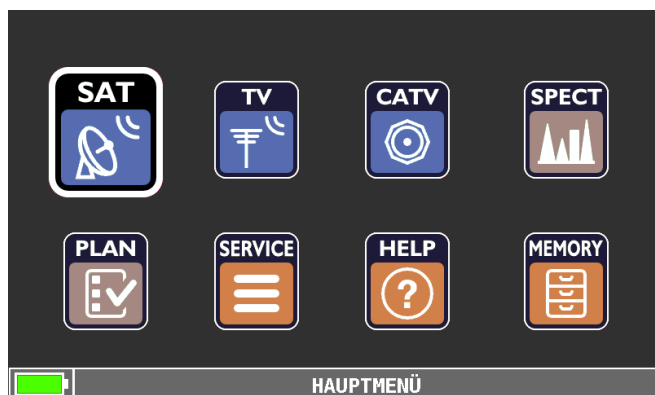 SAT
TV
CATV
SPECT
PLAN
SERVICE
HELP
?
MEMORY
HAUPTMENÜ